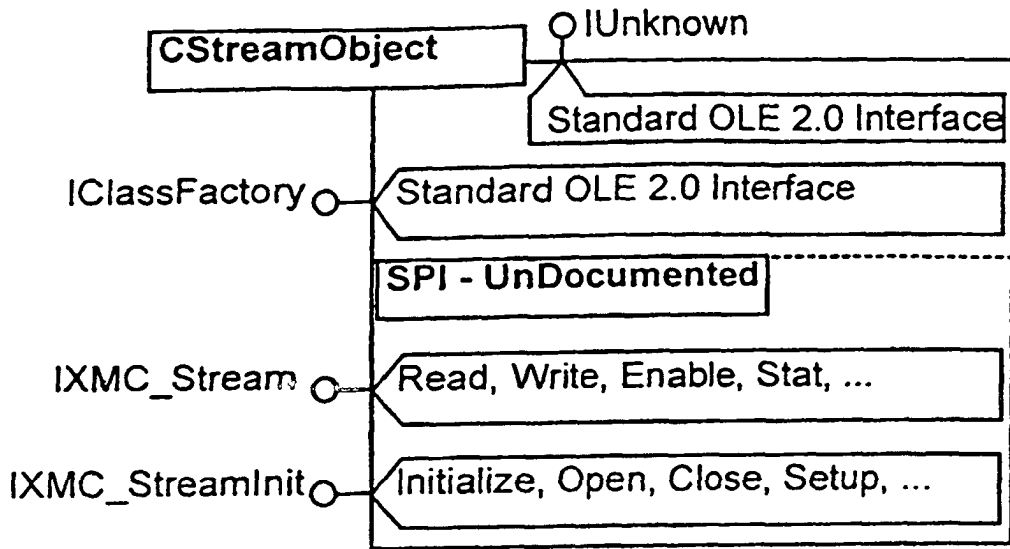 IUnknown
CStreamObject
Standard OLE 2.0 Interface
IClassFactory
Standard OLE 2.0 Interface
SPI - UnDocumented
IXMC_Stream
Read, Write, Enable, Stat, ...
IXMC_StreamInit
Initialize, Open, Close, Setup, ...